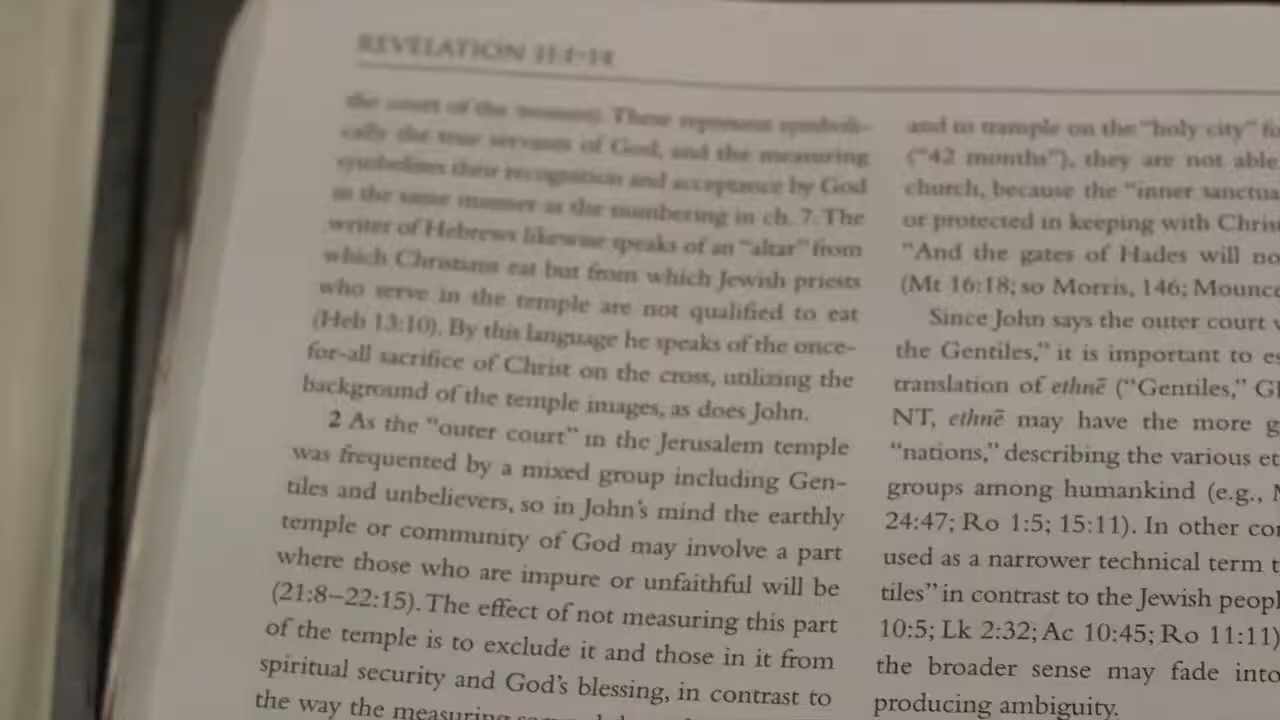 REVELATION 11:1-14
the court of the women). These represent symboli-
cally the true servants of God, and the measuring
symbolizes their recognition and acceptance by God
in the same manner as the numbering in ch. 7. The
writer of Hebrews likewise speaks of an "altar" from
which Christians eat but from which Jewish priests
who serve in the temple are not qualified to eat
(Heb 13:10). By this language he speaks of the once-
for-all sacrifice of Christ on the cross, utilizing the
background of the temple images, as does John.
2 As the "outer court" in the Jerusalem temple
was frequented by a mixed group including Gen-
tiles and unbelievers, so in John's mind the earthly
temple or community of God may involve a part
where those who are impure or unfaithful will be
(21:8–22:15). The effect of not measuring this part
of the temple is to exclude it and those in it from
spiritual security and God's blessing, in contrast to
the way the measuring
and to trample on the "holy city"
("42 months"), they are not able
church, because the "inner
or protected in keeping with
"And the gates of Hades will
(Mt 16:18; so Morris, 146;
Since John says the outer court
the Gentiles," it is important to
translation of ethnē ("Gentiles,"
NT, ethnē may have the more
"nations," describing the various
groups among humankind (e.g.,
24:47; Ro 1:5; 15:11). In other
used as a narrower technical term
tiles" in contrast to the Jewish
10:5; Lk 2:32; Ac 10:45; Ro 11:11)
the broader sense may fade into
producing ambiguity.